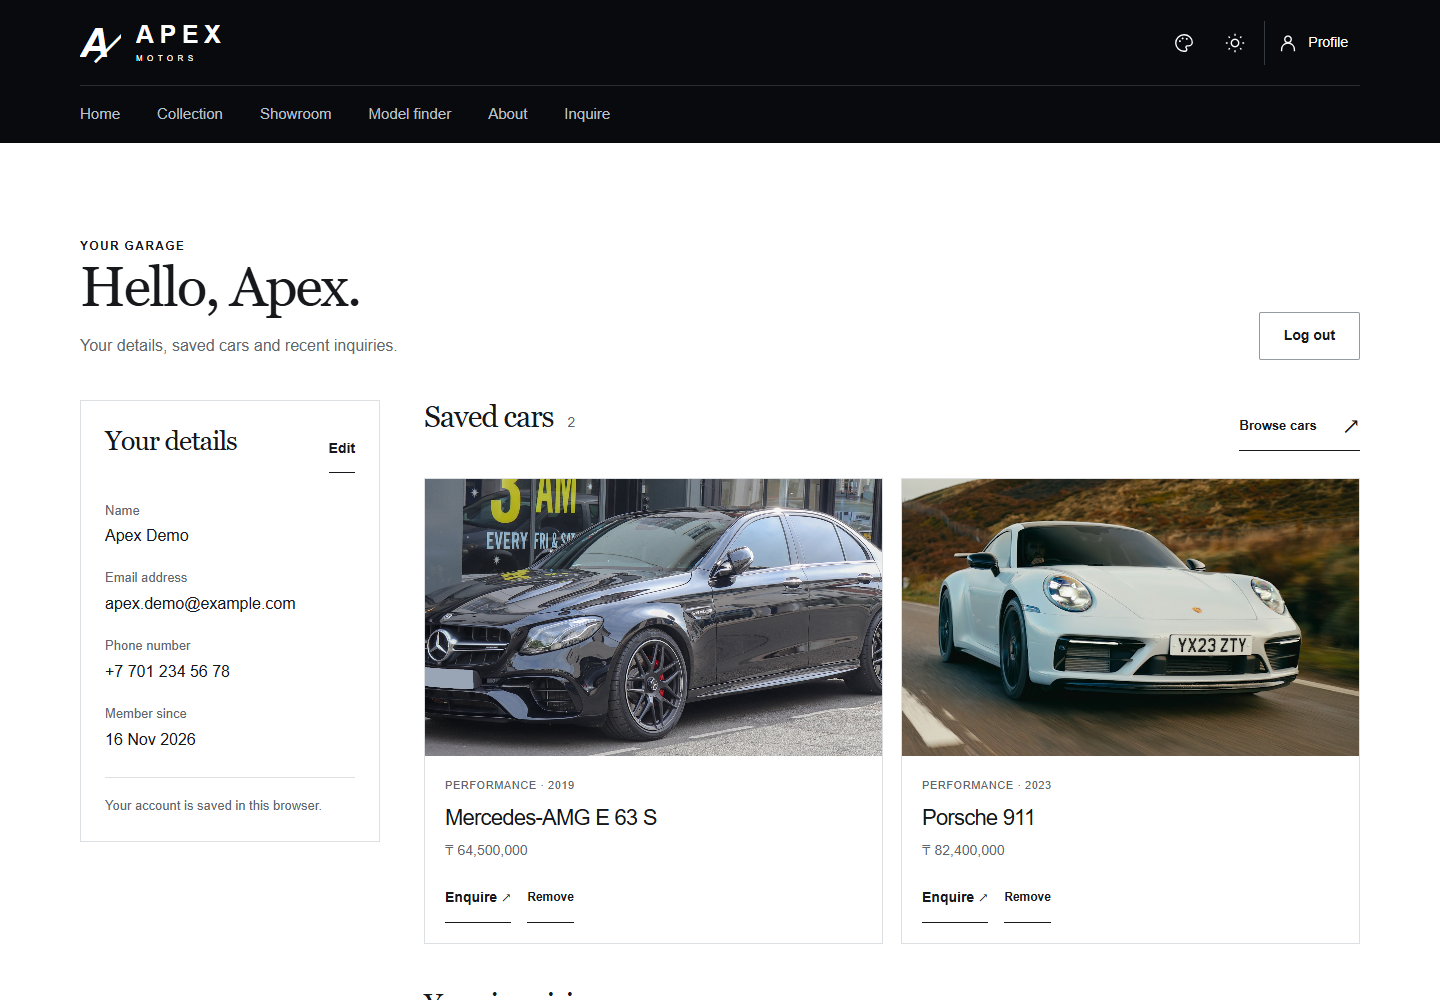 APEX
MOTORS
Profile
Home
Collection
Showroom
Model finder
About
Inquire
YOUR GARAGE
Hello, Apex.
Your details, saved cars and recent inquiries.
Log out
Your details
Edit
Name
Apex Demo
Email address
apex.demo@example.com
Phone number
+7 701 234 56 78
Member since
16 Nov 2026
Your account is saved in this browser.
Saved cars 2
Browse cars ↗
3 AM
EVERY FRI & SAT
YX23 ZTY
PERFORMANCE · 2019
Mercedes-AMG E 63 S
₸ 64,500,000
Enquire ↗
Remove
PERFORMANCE · 2023
Porsche 911
₸ 82,400,000
Enquire ↗
Remove